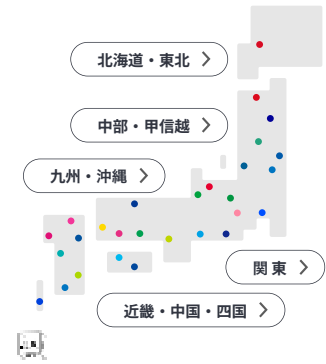 北海道・東北
中部・甲信越
九州・沖縄
関東
近畿・中国・四国